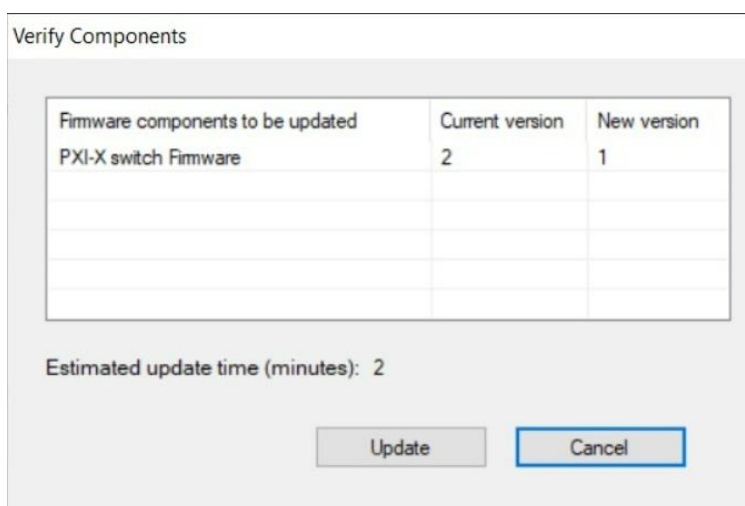 Verify Components
Firmware components to be updated Current version New version
PXI-X switch Firmware 2 1
Estimated update time (minutes): 2
Update Cancel